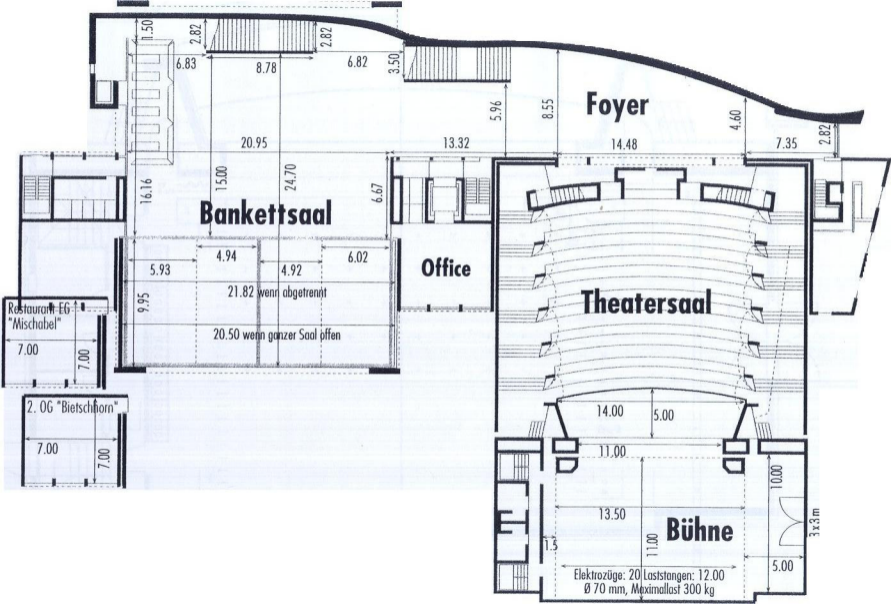 1.50
2.82
2.82
6.83
8.78
6.82
3.50
5.96
8.55
Foyer
4.60
2.82
20.95
13.32
14.48
7.35
16.16
15.00
24.70
6.67
Bankettsaal
Office
Theatersaal
5.93
4.94
4.92
6.02
21.82 wenn abgetrennt
9.95
20.50 wenn ganzer Saal offen
Restaurant EG
"Mischabel"
7.00
7.00
2. OG "Bietschhorn"
7.00
7.00
14.00
5.00
11.00
10.00
13.50
Bühne
11.00
1.5
3 x 3 m
5.00
Elektrozüge: 20 Laststangen: 12.00
Ø 70 mm, Maximallast 300 kg